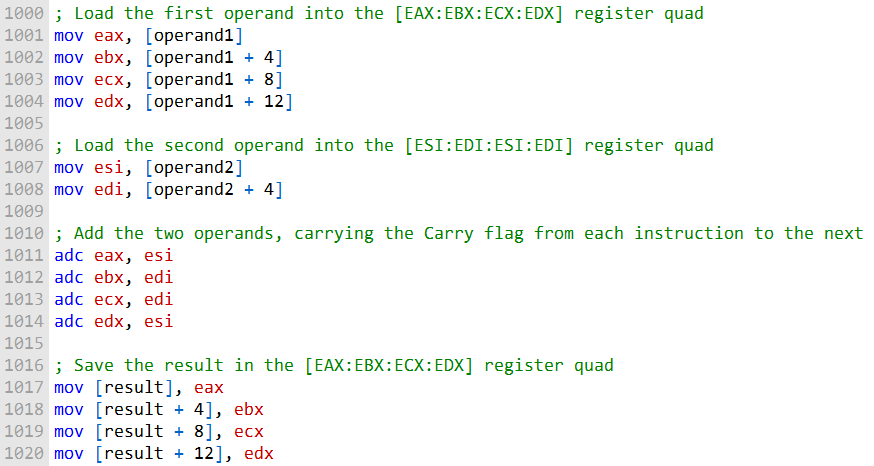 1000 ; Load the first operand into the [EAX:EBX:ECX:EDX] register quad
1001 mov eax, [operand1]
1002 mov ebx, [operand1 + 4]
1003 mov ecx, [operand1 + 8]
1004 mov edx, [operand1 + 12]
1005
1006 ; Load the second operand into the [ESI:EDI:ESI:EDI] register quad
1007 mov esi, [operand2]
1008 mov edi, [operand2 + 4]
1009
1010 ; Add the two operands, carrying the Carry flag from each instruction to the next
1011 adc eax, esi
1012 adc ebx, edi
1013 adc ecx, edi
1014 adc edx, esi
1015
1016 ; Save the result in the [EAX:EBX:ECX:EDX] register quad
1017 mov [result], eax
1018 mov [result + 4], ebx
1019 mov [result + 8], ecx
1020 mov [result + 12], edx